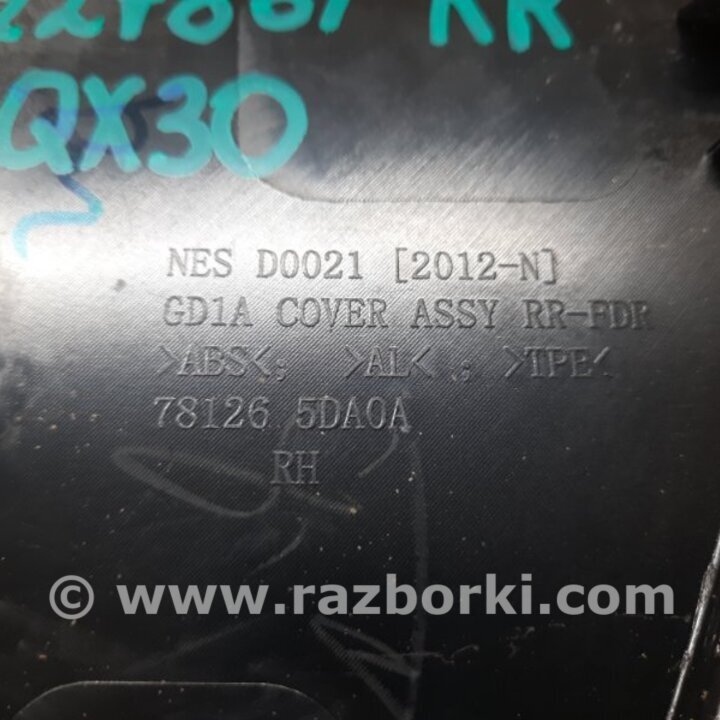 RR
QX30
NES D0021 [2012-N]
GD1A COVER ASSY RR-FDR
>ABS<; >AL< ; >TPE<
78126 5DA0A
RH
© www.razborki.com